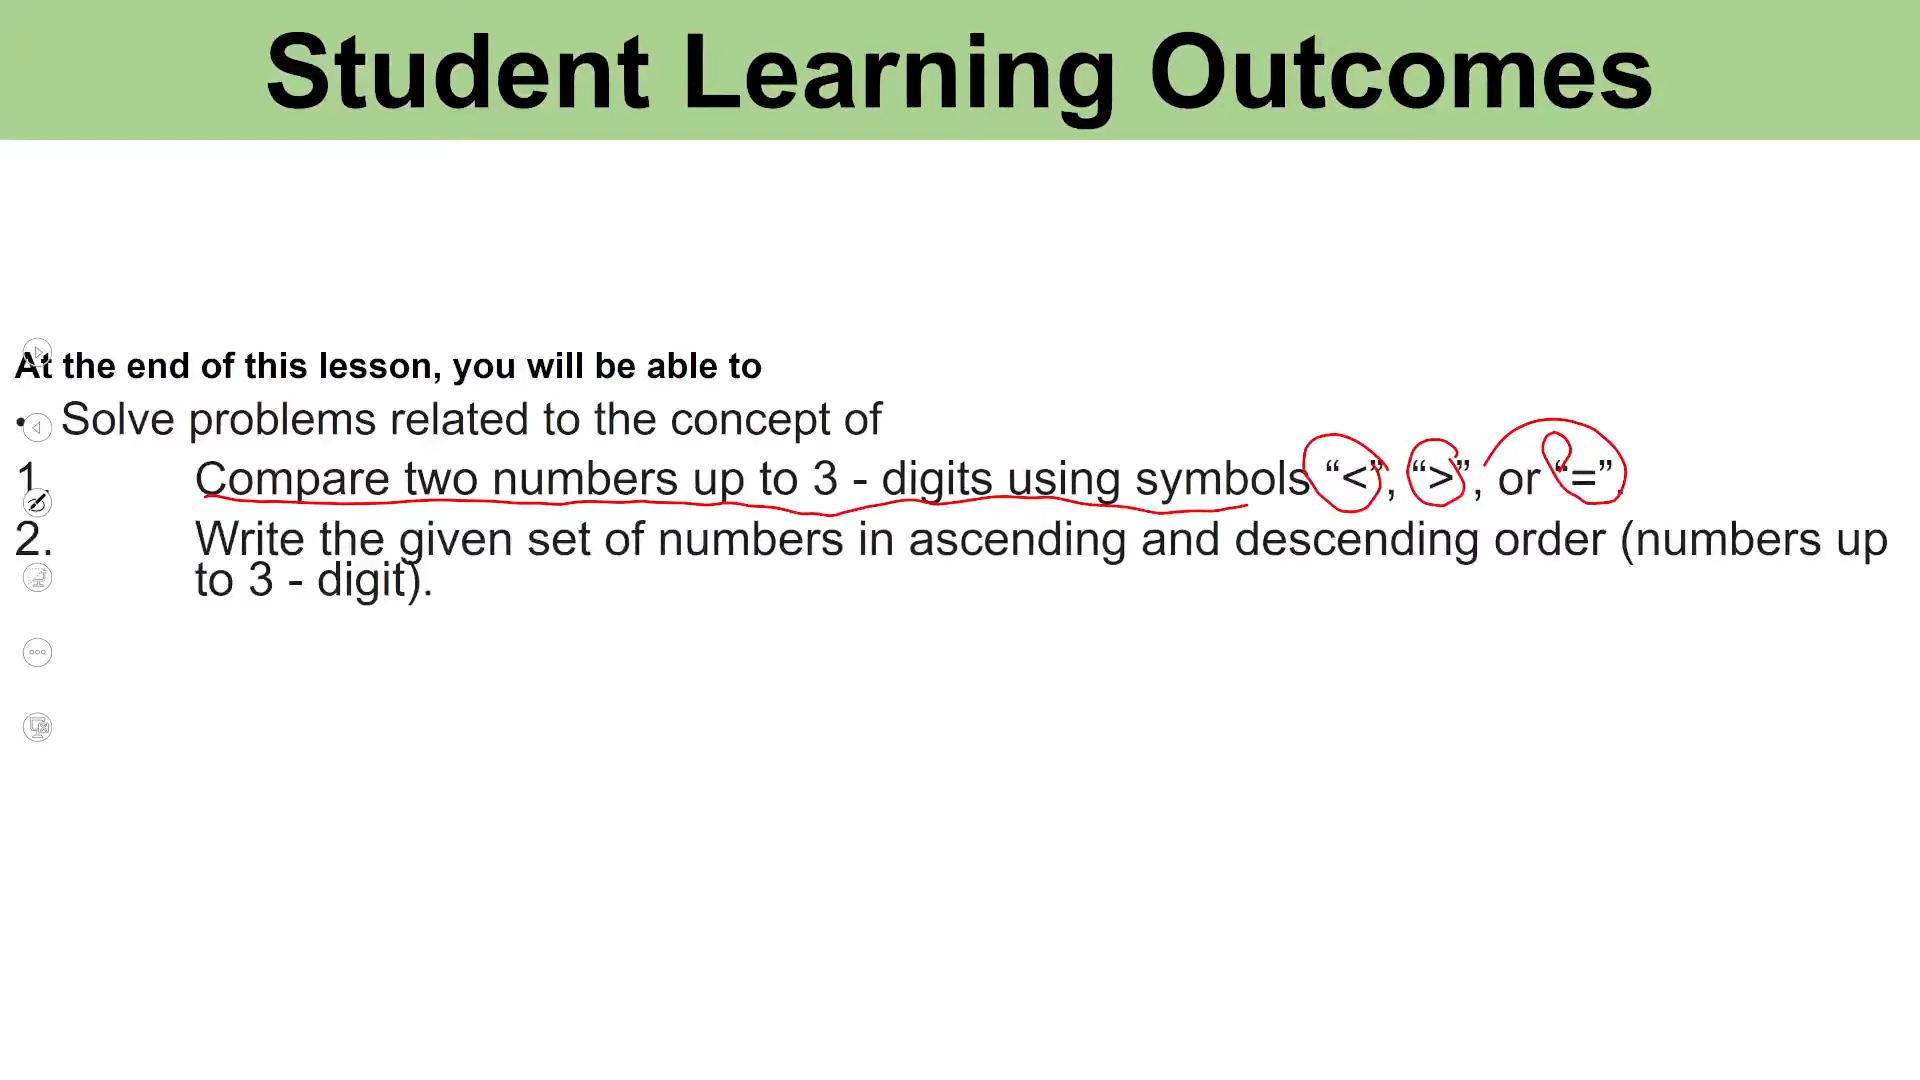 Student Learning Outcomes
At the end of this lesson, you will be able to
• Solve problems related to the concept of
1. Compare two numbers up to 3 - digits using symbols “<”, “>”, or “=”.
2. Write the given set of numbers in ascending and descending order (numbers up
to 3 - digit).